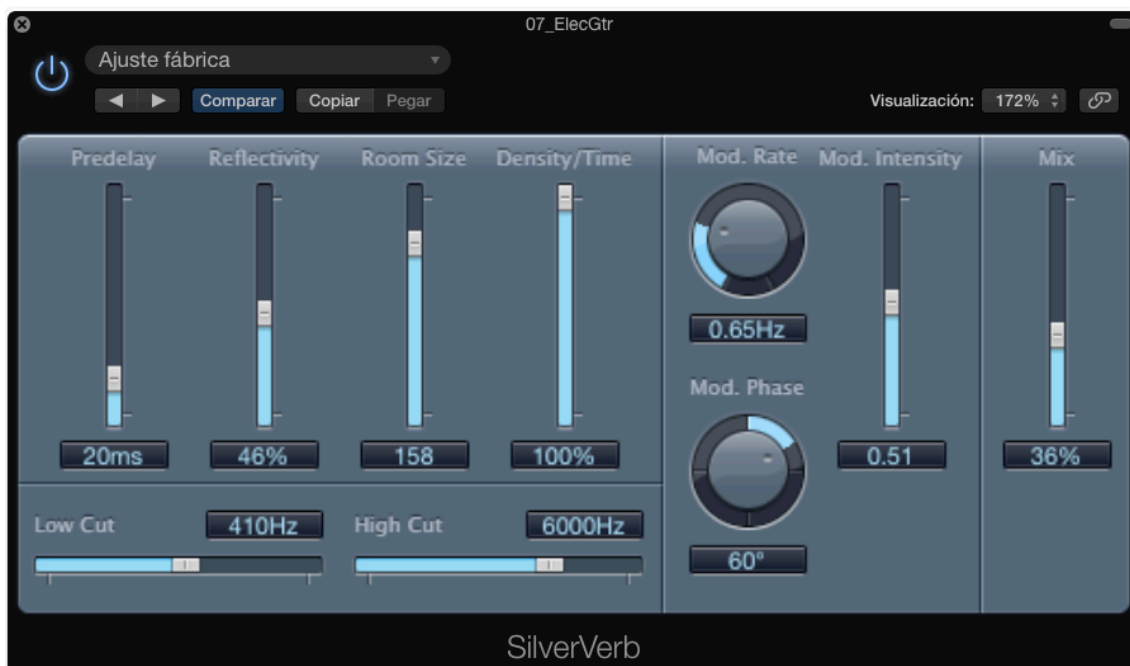 07_ElecGtr
Ajuste fábrica
Comparar Copiar Pegar Visualización: 172%
Predelay Reflectivity Room Size Density/Time Mod. Rate Mod. Intensity Mix
0.65Hz
Mod. Phase
20ms 46% 158 100% 0.51 36%
Low Cut 410Hz High Cut 6000Hz
60°
SilverVerb